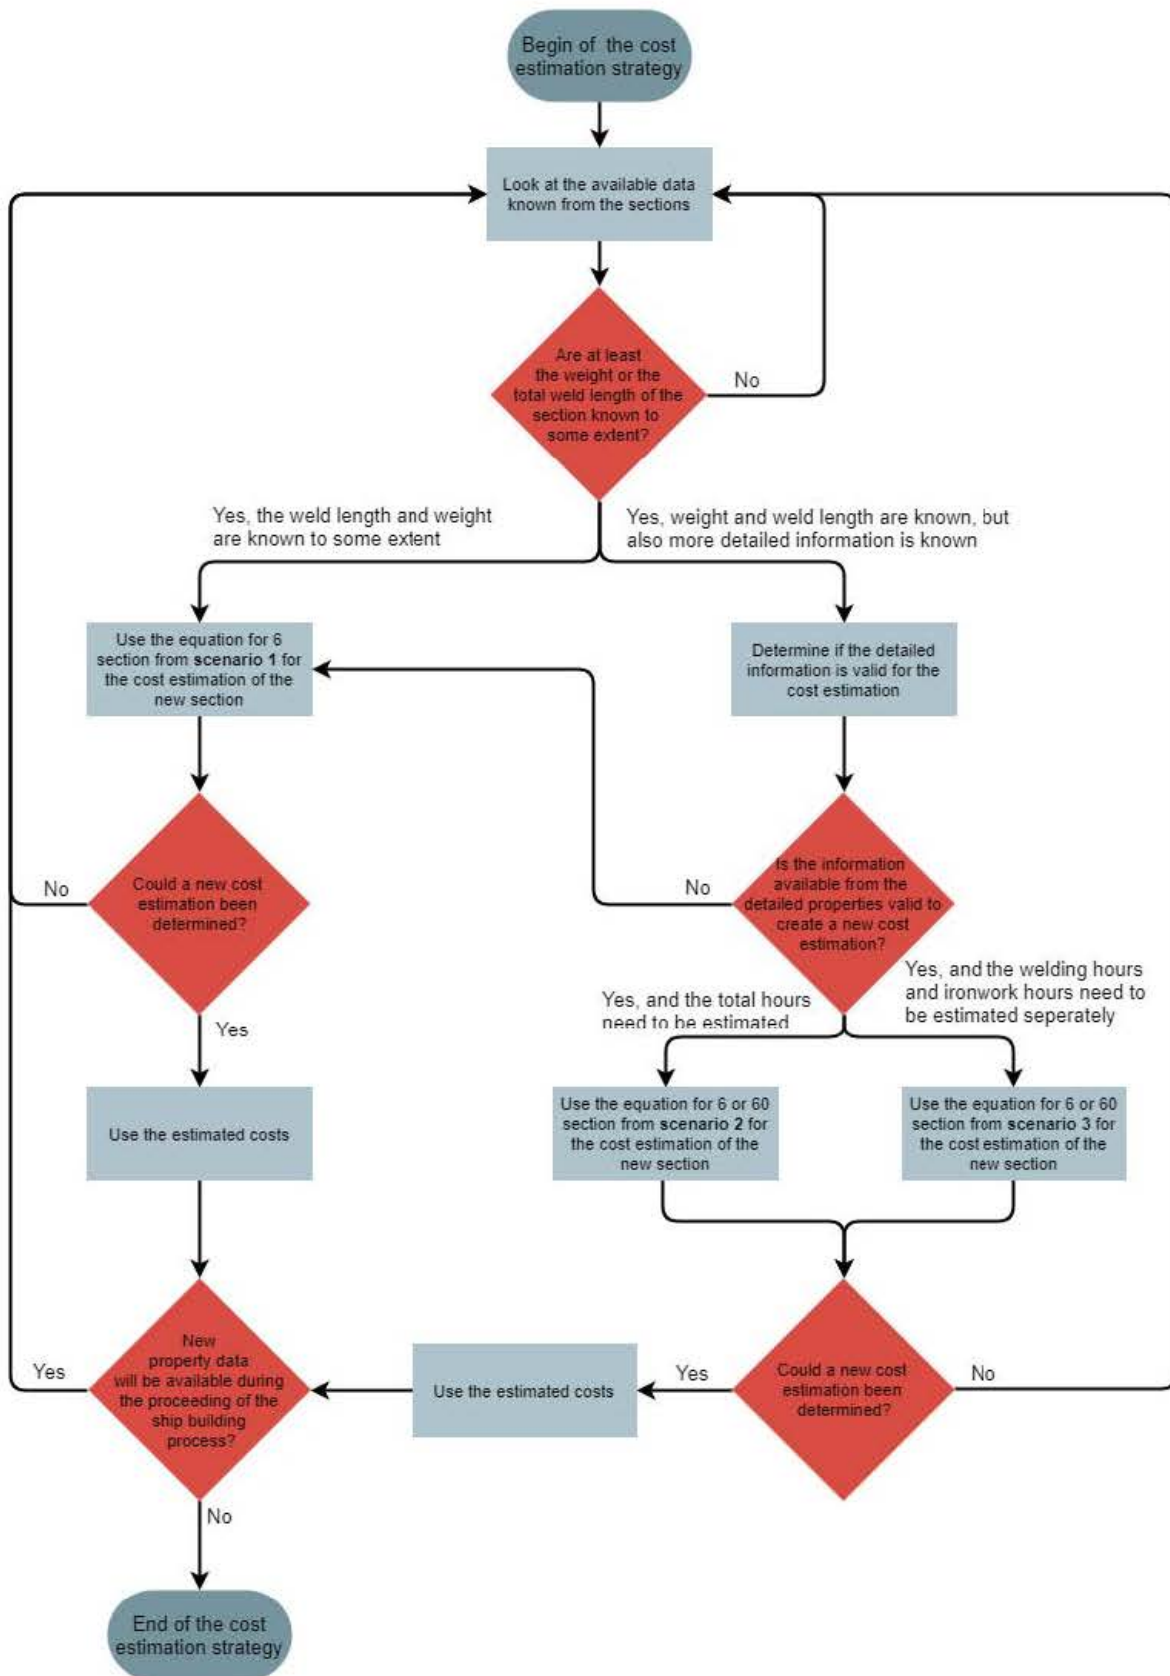 Begin of the cost
estimation strategy
Look at the available data
known from the sections
Are at least
the weight or the
total weld length of the
section known to
some extent?
No
Yes, the weld length and weight
are known to some extent
Yes, weight and weld length are known, but
also more detailed information is known
Use the equation for 6
section from scenario 1 for
the cost estimation of the
new section
Determine if the detailed
information is valid for the
cost estimation
No
Could a new cost
estimation been
determined?
No
Is the information
available from the
detailed properties valid to
create a new cost
estimation?
Yes
Yes, and the total hours
need to be estimated
Yes, and the welding hours
and ironwork hours need to
be estimated seperately
Use the estimated costs
Use the equation for 6 or 60
section from scenario 2 for
the cost estimation of the
new section
Use the equation for 6 or 60
section from scenario 3 for
the cost estimation of the
new section
Yes
New
property data
will be available during
the proceeding of the
ship building
process?
Use the estimated costs
Yes
Could a new cost
estimation been
determined?
No
No
End of the cost
estimation strategy